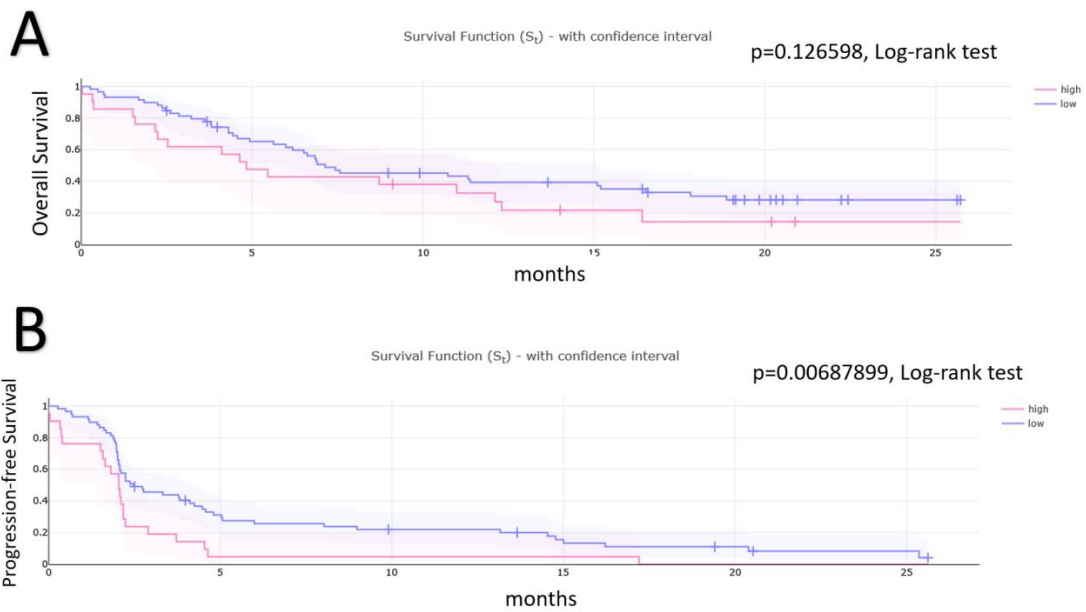 A
Survival Function (St) - with confidence interval
p=0.126598, Log-rank test
high
low
Overall Survival
1
0.8
0.6
0.4
0.2
0
0 5 10 15 20 25
months
B
Survival Function (St) - with confidence interval
p=0.00687899, Log-rank test
high
low
Progression-free Survival
1
0.8
0.6
0.4
0.2
0
0 5 10 15 20 25
months